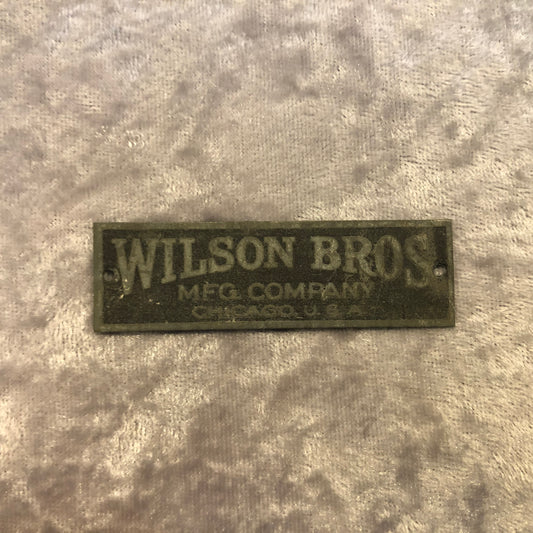 WILSON BROS.
MFG. COMPANY
CHICAGO, U.S.A.